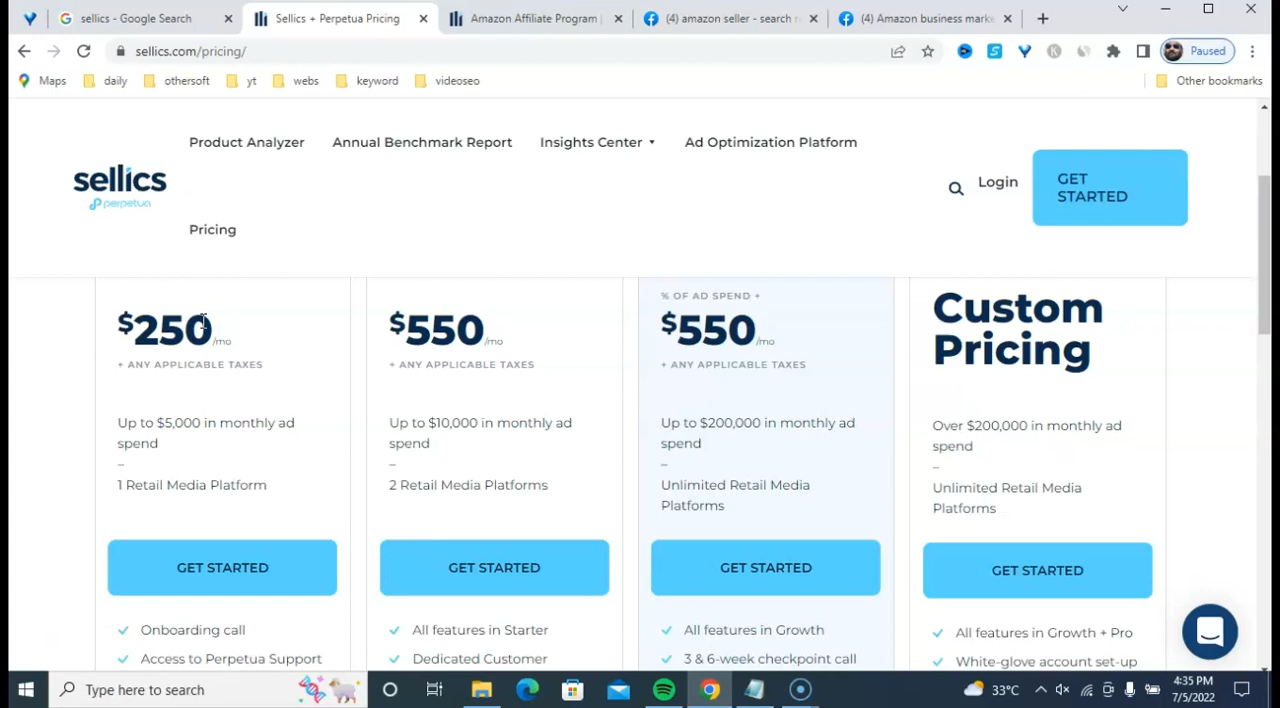 sellics - Google Search
Sellics + Perpetua Pricing
Amazon Affiliate Program
(4) amazon seller - search r
(4) Amazon business mark
sellics.com/pricing/
Paused
Maps
daily
othersoft
yt
webs
keyword
videoseo
Other bookmarks
Product Analyzer
Annual Benchmark Report
Insights Center
Ad Optimization Platform
sellics
perpetua
Login
GET
STARTED
Pricing
$250/mo
+ ANY APPLICABLE TAXES
Up to $5,000 in monthly ad
spend
–
1 Retail Media Platform
GET STARTED
Onboarding call
Access to Perpetua Support
$550/mo
+ ANY APPLICABLE TAXES
Up to $10,000 in monthly ad
spend
–
2 Retail Media Platforms
GET STARTED
All features in Starter
Dedicated Customer
% OF AD SPEND +
$550/mo
+ ANY APPLICABLE TAXES
Up to $200,000 in monthly ad
spend
–
Unlimited Retail Media
Platforms
GET STARTED
All features in Growth
3 & 6-week checkpoint call
Custom
Pricing
Over $200,000 in monthly ad
spend
–
Unlimited Retail Media
Platforms
GET STARTED
All features in Growth + Pro
White-glove account set-up
Type here to search
33°C
4:35 PM
7/5/2022